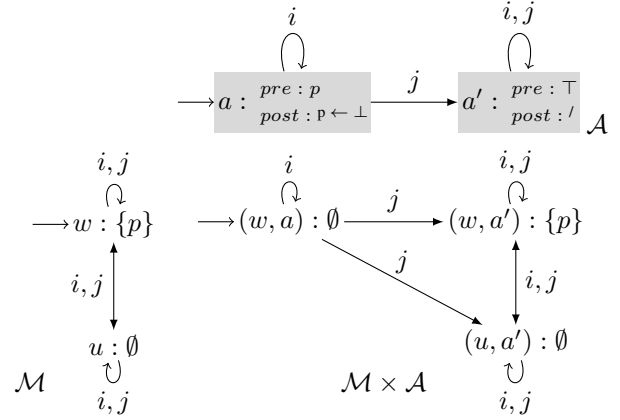 i
i, j
a : pre : p
post : p ← ⊥
j
a′ : pre : ⊤
post : /
𝒜
i, j
w : {p}
i
(w, a) : ∅
j
i, j
(w, a′) : {p}
i, j
j
i, j
u : ∅
(u, a′) : ∅
ℳ
i, j
ℳ × 𝒜
i, j